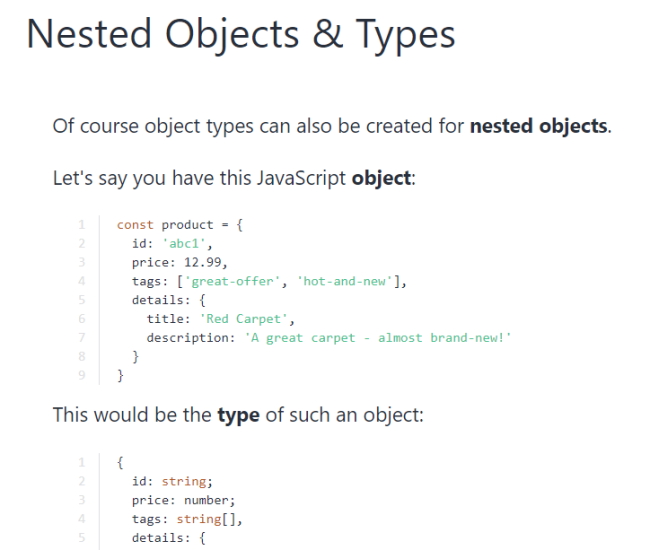 Nested Objects & Types
Of course object types can also be created for nested objects.
Let's say you have this JavaScript object:
1 const product = {
2 id: 'abc1',
3 price: 12.99,
4 tags: ['great-offer', 'hot-and-new'],
5 details: {
6 title: 'Red Carpet',
7 description: 'A great carpet - almost brand-new!'
8 }
9 }
This would be the type of such an object:
1 {
2 id: string;
3 price: number;
4 tags: string[],
5 details: {